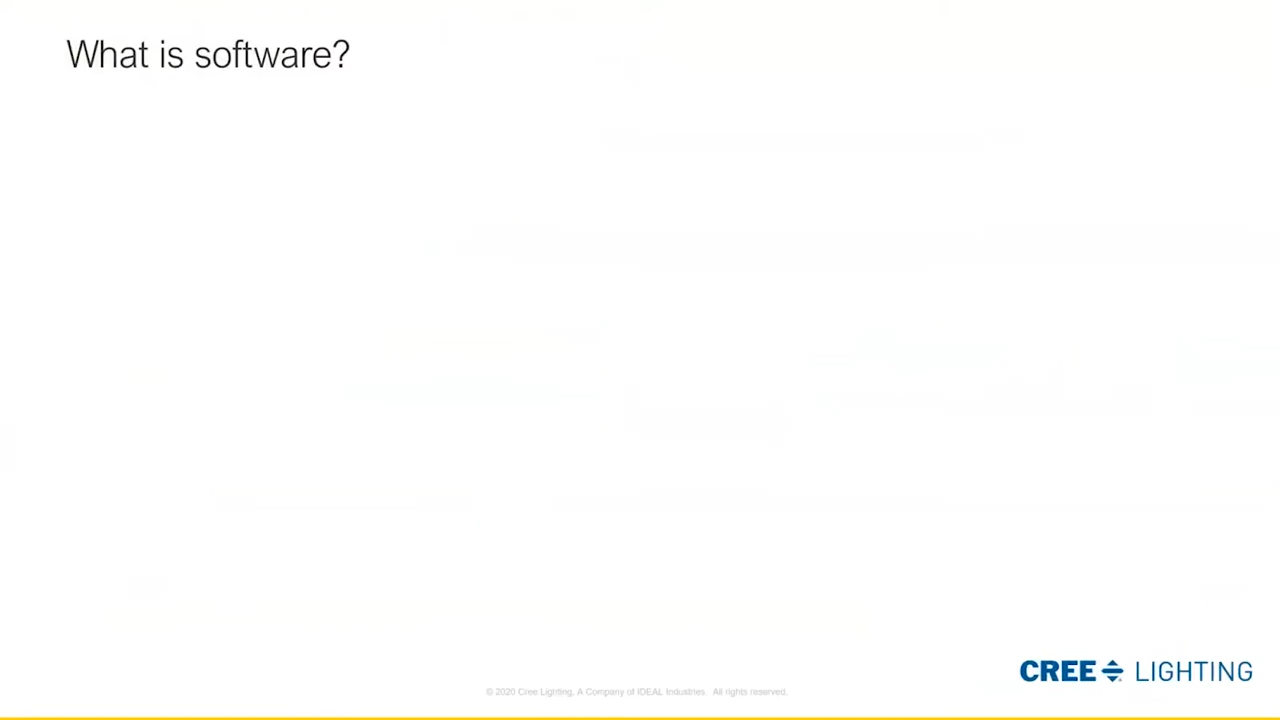 What is software?
CREE LIGHTING
© 2020 Cree Lighting, A Company of IDEAL Industries. All rights reserved.